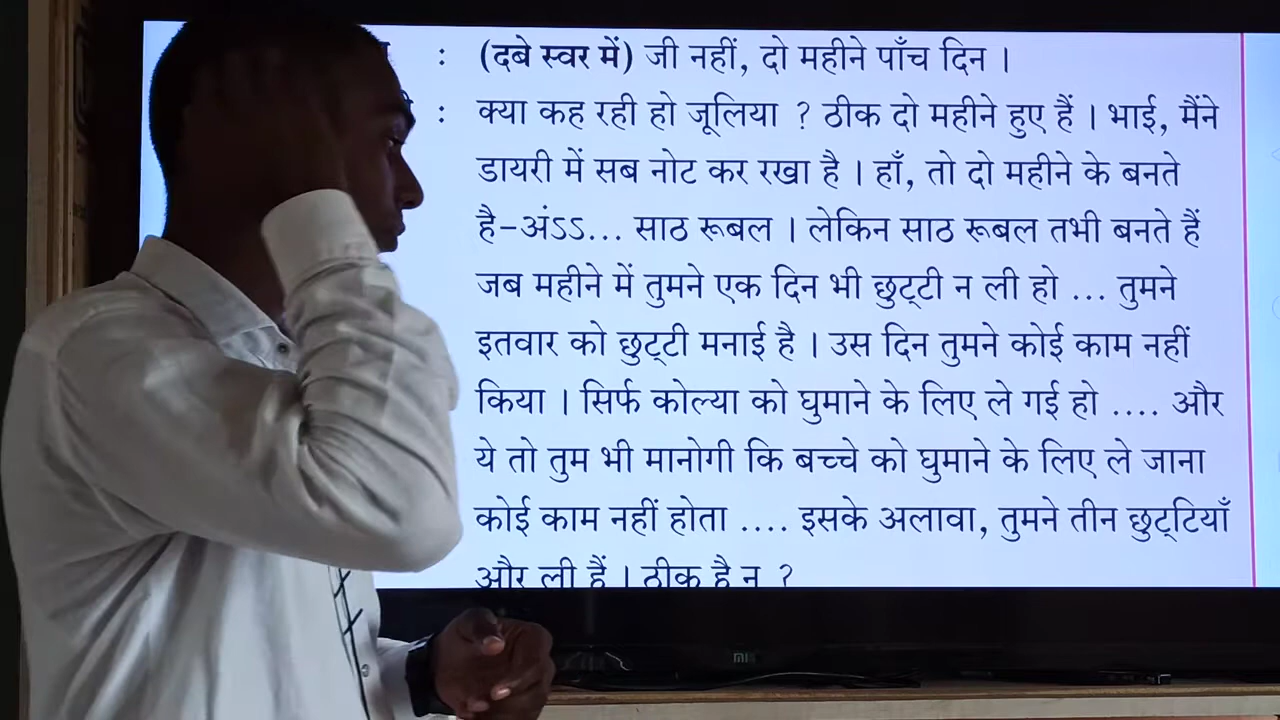 : (दबे स्वर में) जी नहीं, दो महीने पाँच दिन ।
: क्या कह रही हो जूलिया ? ठीक दो महीने हुए हैं । भाई, मैंने
डायरी में सब नोट कर रखा है । हाँ, तो दो महीने के बनते
है–अंऽऽ... साठ रूबल । लेकिन साठ रूबल तभी बनते हैं
जब महीने में तुमने एक दिन भी छुट्टी न ली हो ... तुमने
इतवार को छुट्टी मनाई है । उस दिन तुमने कोई काम नहीं
किया । सिर्फ कोल्या को घुमाने के लिए ले गई हो .... और
ये तो तुम भी मानोगी कि बच्चे को घुमाने के लिए ले जाना
कोई काम नहीं होता .... इसके अलावा, तुमने तीन छुट्टियाँ
और ली हैं । ठीक है न ?
MI